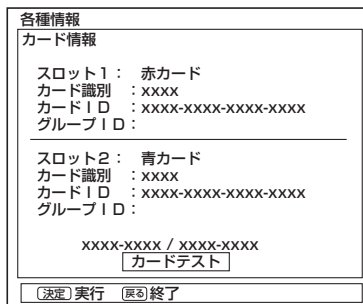 各種情報
カード情報
スロット1： 赤カード
カード識別 ：xxxx
カードＩＤ ：xxxx-xxxx-xxxx-xxxx
グループＩＤ：
スロット2： 青カード
カード識別 ：xxxx
カードＩＤ ：xxxx-xxxx-xxxx-xxxx
グループＩＤ：
xxxx-xxxx / xxxx-xxxx
カードテスト
決定 実行 戻る 終了